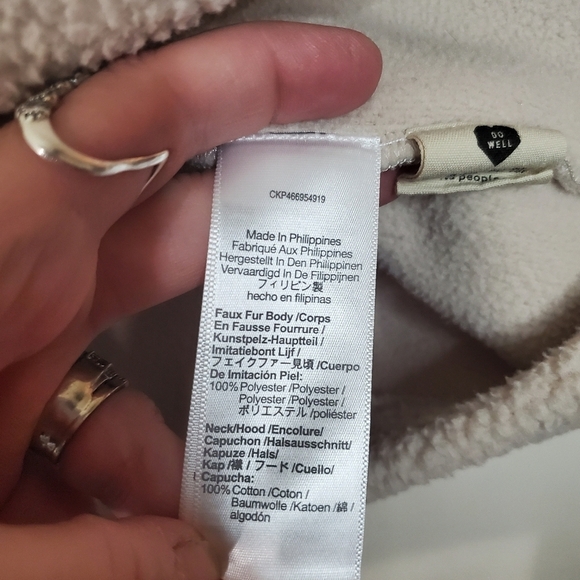 DO
WELL
people
CKP466954919
Made In Philippines
Fabriqué Aux Philippines
Hergestellt In Den Philippinen
Vervaardigd In De Filippijnen
フィリピン製
hecho en filipinas
Faux Fur Body /Corps
En Fausse Fourrure /
Kunstpelz-Hauptteil /
Imitatiebont Lijf /
フェイクファー見頃 /Cuerpo
De Imitación Piel:
100% Polyester /Polyester /
Polyester /Polyester /
ポリエステル /poliéster
Neck/Hood /Encolure/
Capuchon /Halsausschnitt/
Kapuze /Hals/
Kap /襟 / フード /Cuello/
Capucha:
100% Cotton /Coton /
Baumwolle /Katoen /綿 /
algodón